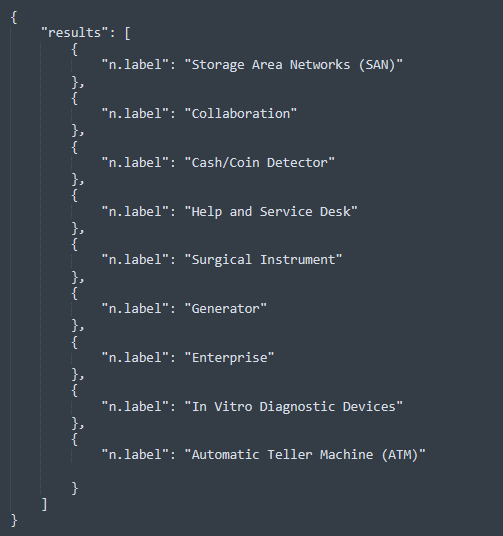 {
    "results": [
        {
            "n.label": "Storage Area Networks (SAN)"
        },
        {
            "n.label": "Collaboration"
        },
        {
            "n.label": "Cash/Coin Detector"
        },
        {
            "n.label": "Help and Service Desk"
        },
        {
            "n.label": "Surgical Instrument"
        },
        {
            "n.label": "Generator"
        },
        {
            "n.label": "Enterprise"
        },
        {
            "n.label": "In Vitro Diagnostic Devices"
        },
        {
            "n.label": "Automatic Teller Machine (ATM)"

        }
    ]
}